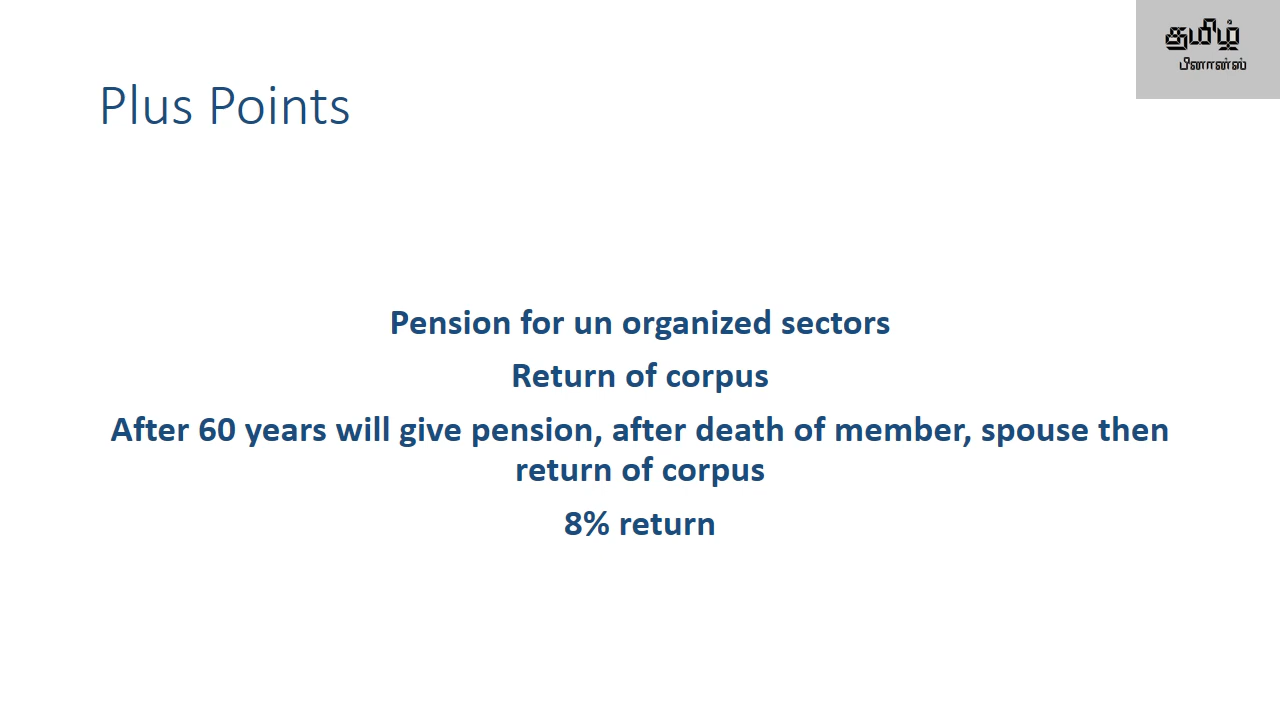 தமிழ்
பீனான்ஸ்
Plus Points
Pension for un organized sectors
Return of corpus
After 60 years will give pension, after death of member, spouse then
return of corpus
8% return